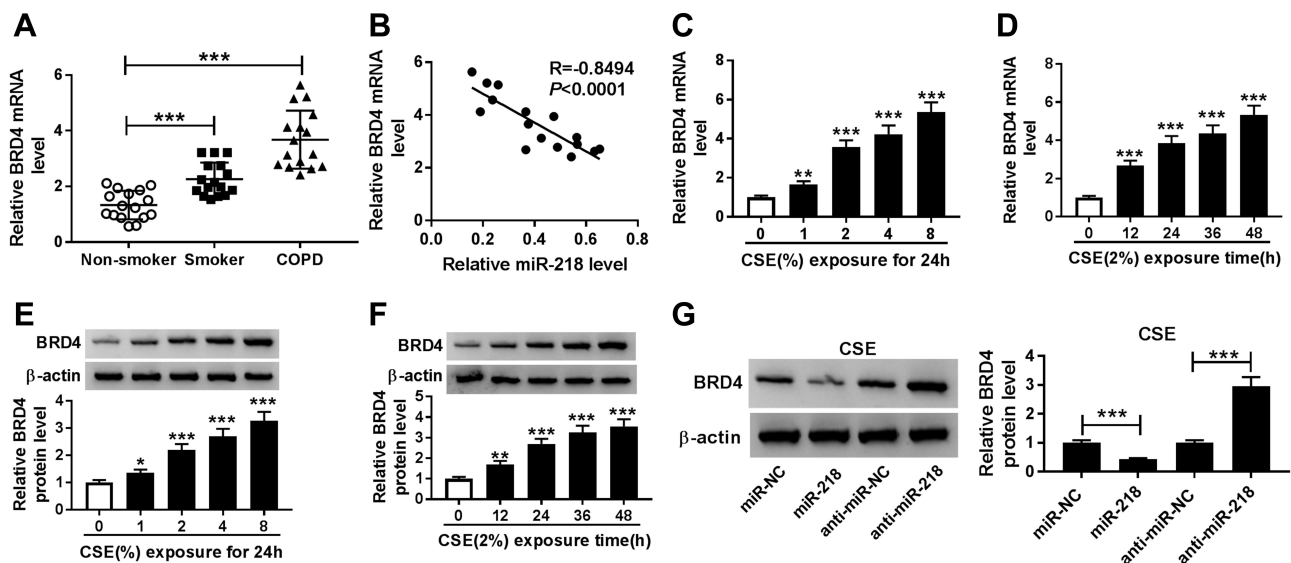 A
Relative BRD4 mRNA
level
6
4
2
0
***
***
Non-smoker Smoker COPD
B
Relative BRD4 mRNA
level
6
4
2
0
R=-0.8494
P<0.0001
0.0 0.2 0.4 0.6 0.8
Relative miR-218 level
C
Relative BRD4 mRNA
level
8
6
4
2
0
** *** *** ***
0 1 2 4 8
CSE(%) exposure for 24h
D
Relative BRD4 mRNA
level
8
6
4
2
0
*** *** *** ***
0 12 24 36 48
CSE(2%) exposure time(h)
E
BRD4
β-actin
Relative BRD4
protein level
4
3
2
1
0
* *** *** ***
0 1 2 4 8
CSE(%) exposure for 24h
F
BRD4
β-actin
Relative BRD4
protein level
5
4
3
2
1
0
** *** *** ***
0 12 24 36 48
CSE(2%) exposure time(h)
G
CSE
BRD4
β-actin
miR-NC
miR-218
anti-miR-NC
anti-miR-218
CSE
Relative BRD4
protein level
4
3
2
1
0
***
***
miR-NC
miR-218
anti-miR-NC
anti-miR-218